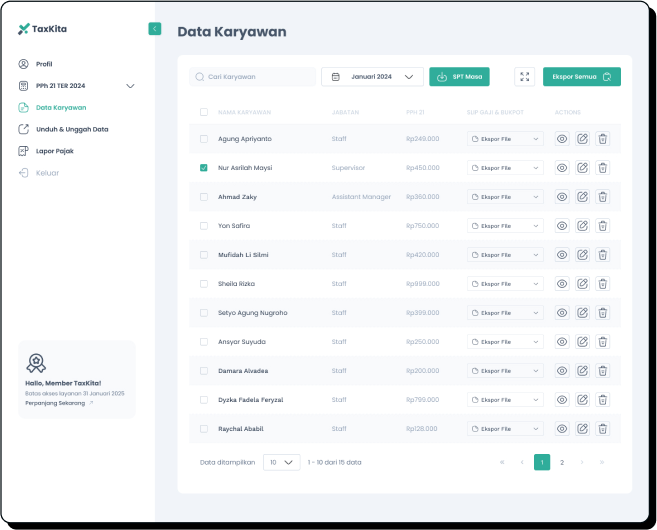 TaxKita
Profil
PPh 21 TER 2024
Data Karyawan
Unduh & Unggah Data
Lapor Pajak
Keluar
Hallo, Member TaxKita!
Batas akses layanan 31 Januari 2025
Perpanjang Sekarang
Data Karyawan
Cari Karyawan
Januari 2024
SPT Masa
Ekspor Semua
NAMA KARYAWAN JABATAN PPH 21 SLIP GAJI & BUKPOT ACTIONS
Agung Apriyanto Staff Rp249.000 Ekspor File
Nur Asrilah Maysi Supervisor Rp450.000 Ekspor File
Ahmad Zaky Assistant Manager Rp360.000 Ekspor File
Yon Safira Staff Rp750.000 Ekspor File
Mufidah Li Silmi Staff Rp420.000 Ekspor File
Sheila Rizka Staff Rp999.000 Ekspor File
Setyo Agung Nugroho Staff Rp399.000 Ekspor File
Ansyar Suyuda Staff Rp250.000 Ekspor File
Damara Alvadea Staff Rp200.000 Ekspor File
Dyzka Fadela Feryzal Staff Rp799.000 Ekspor File
Raychal Ababil Staff Rp128.000 Ekspor File
Data ditampilkan 10 1 - 10 dari 15 data « ‹ 1 2 › »